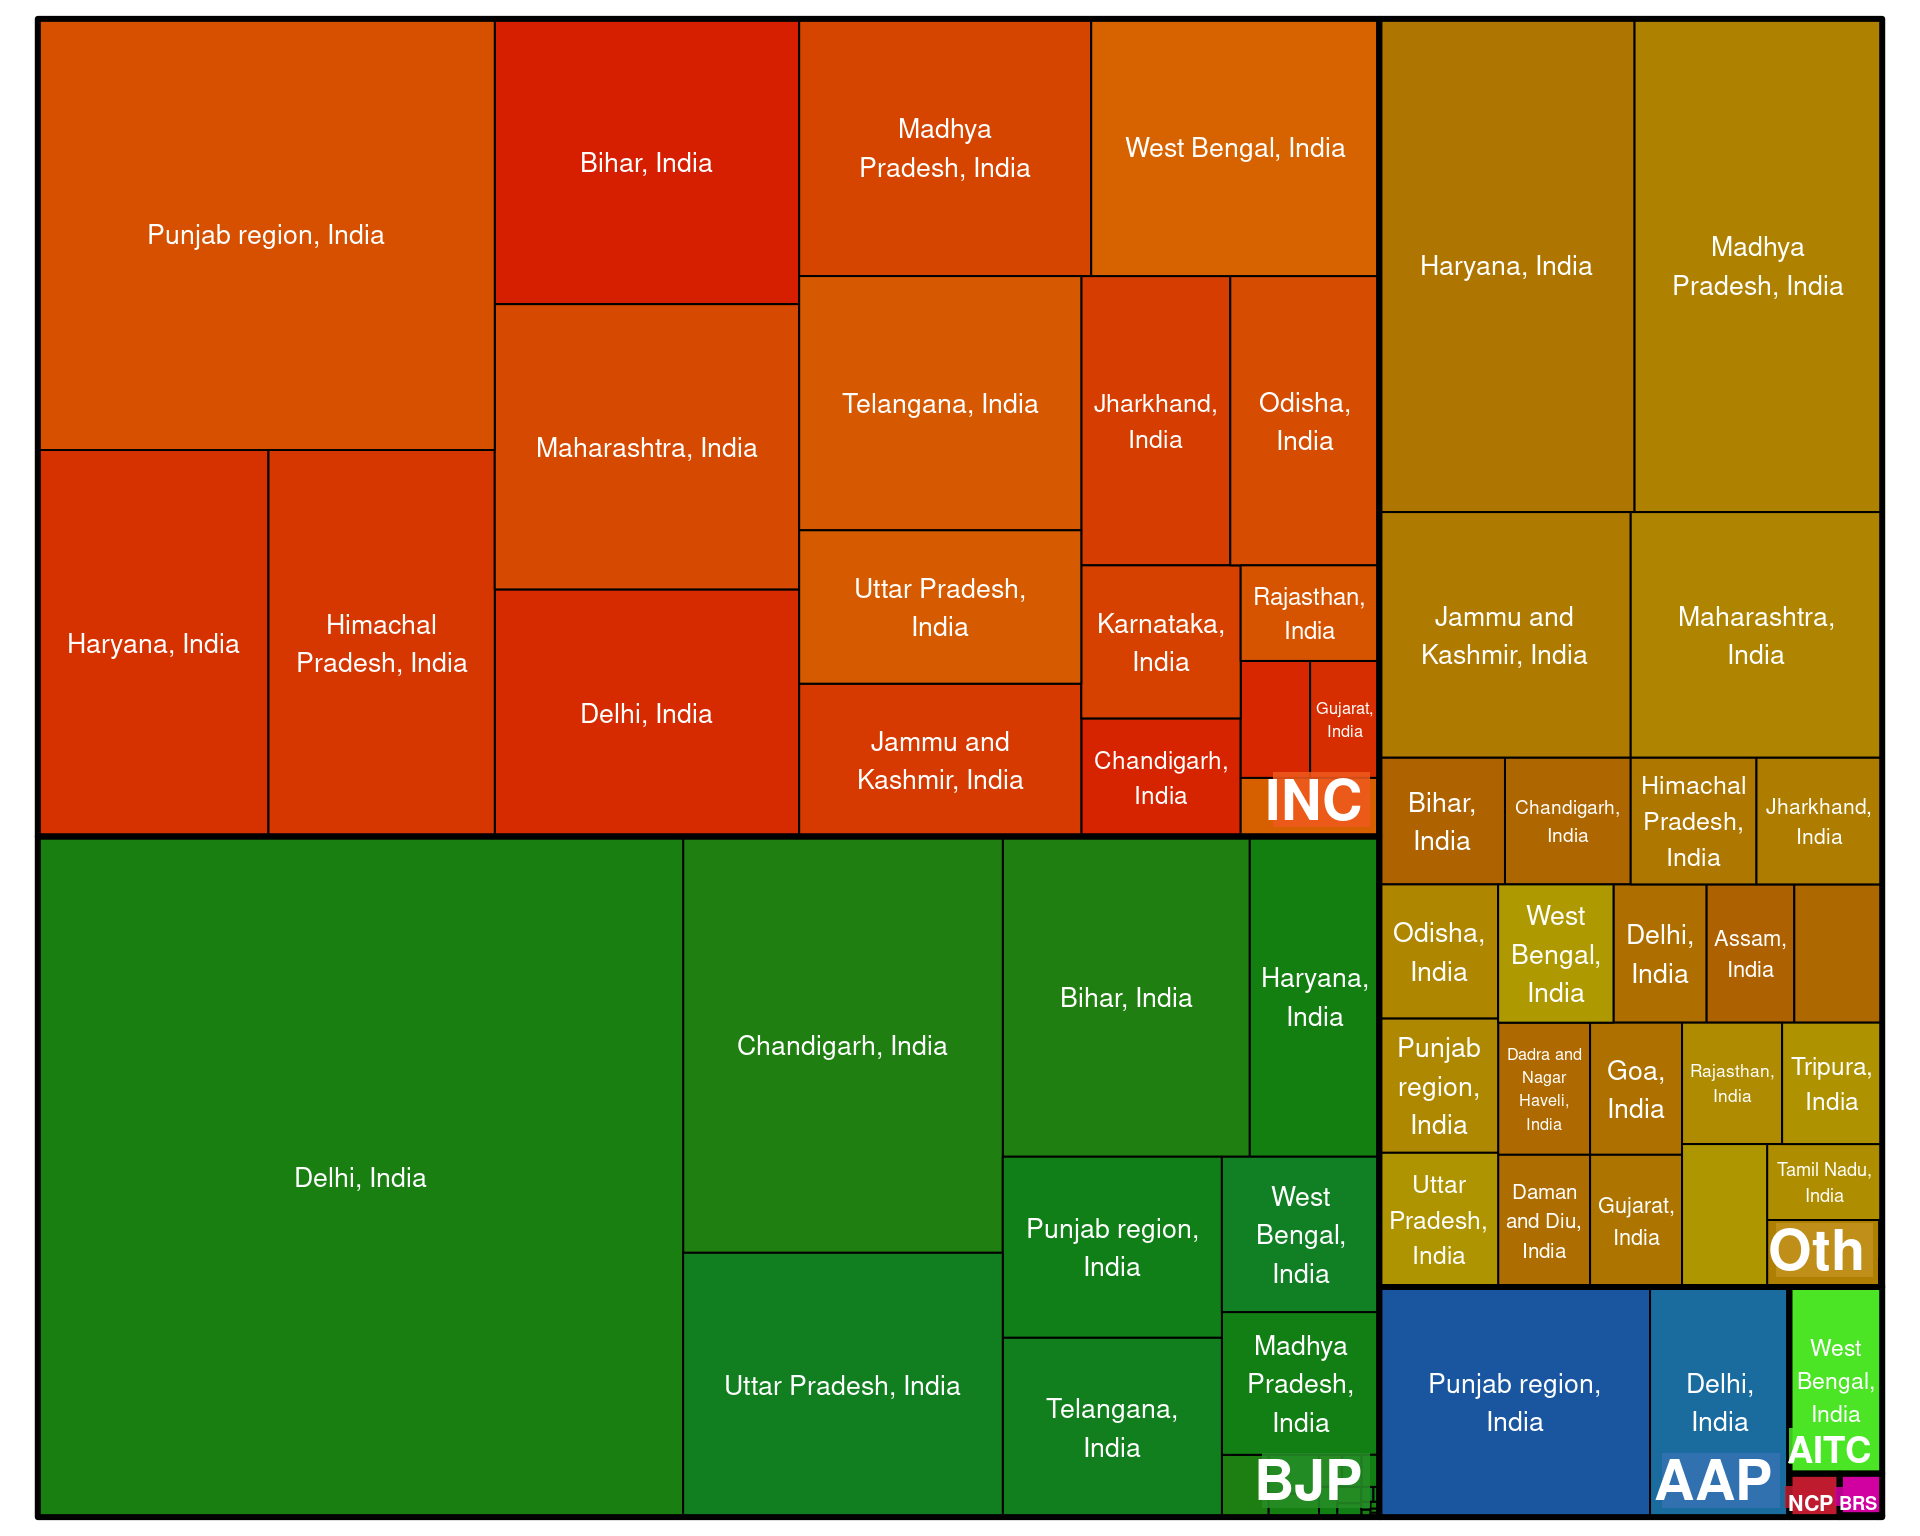 Punjab region, India
Bihar, India
Madhya
Pradesh, India
West Bengal, India
Maharashtra, India
Telangana, India
Jharkhand,
India
Odisha,
India
Haryana, India
Himachal
Pradesh, India
Delhi, India
Uttar Pradesh,
India
Jammu and
Kashmir, India
Karnataka,
India
Rajasthan,
India
Gujarat,
India
Chandigarh,
India
INC
Delhi, India
Chandigarh, India
Uttar Pradesh, India
Bihar, India
Haryana,
India
Punjab region,
India
West
Bengal,
India
Telangana,
India
Madhya
Pradesh,
India
BJP
Haryana, India
Madhya
Pradesh, India
Jammu and
Kashmir, India
Maharashtra,
India
Bihar,
India
Chandigarh,
India
Himachal
Pradesh,
India
Jharkhand,
India
Odisha,
India
West
Bengal,
India
Delhi,
India
Assam,
India
Punjab
region,
India
Dadra and
Nagar
Haveli,
India
Goa,
India
Rajasthan,
India
Tripura,
India
Uttar
Pradesh,
India
Daman
and Diu,
India
Gujarat,
India
Tamil Nadu,
India
Oth
Punjab region,
India
Delhi,
India
AAP
West
Bengal,
India
AITC
NCP
BRS